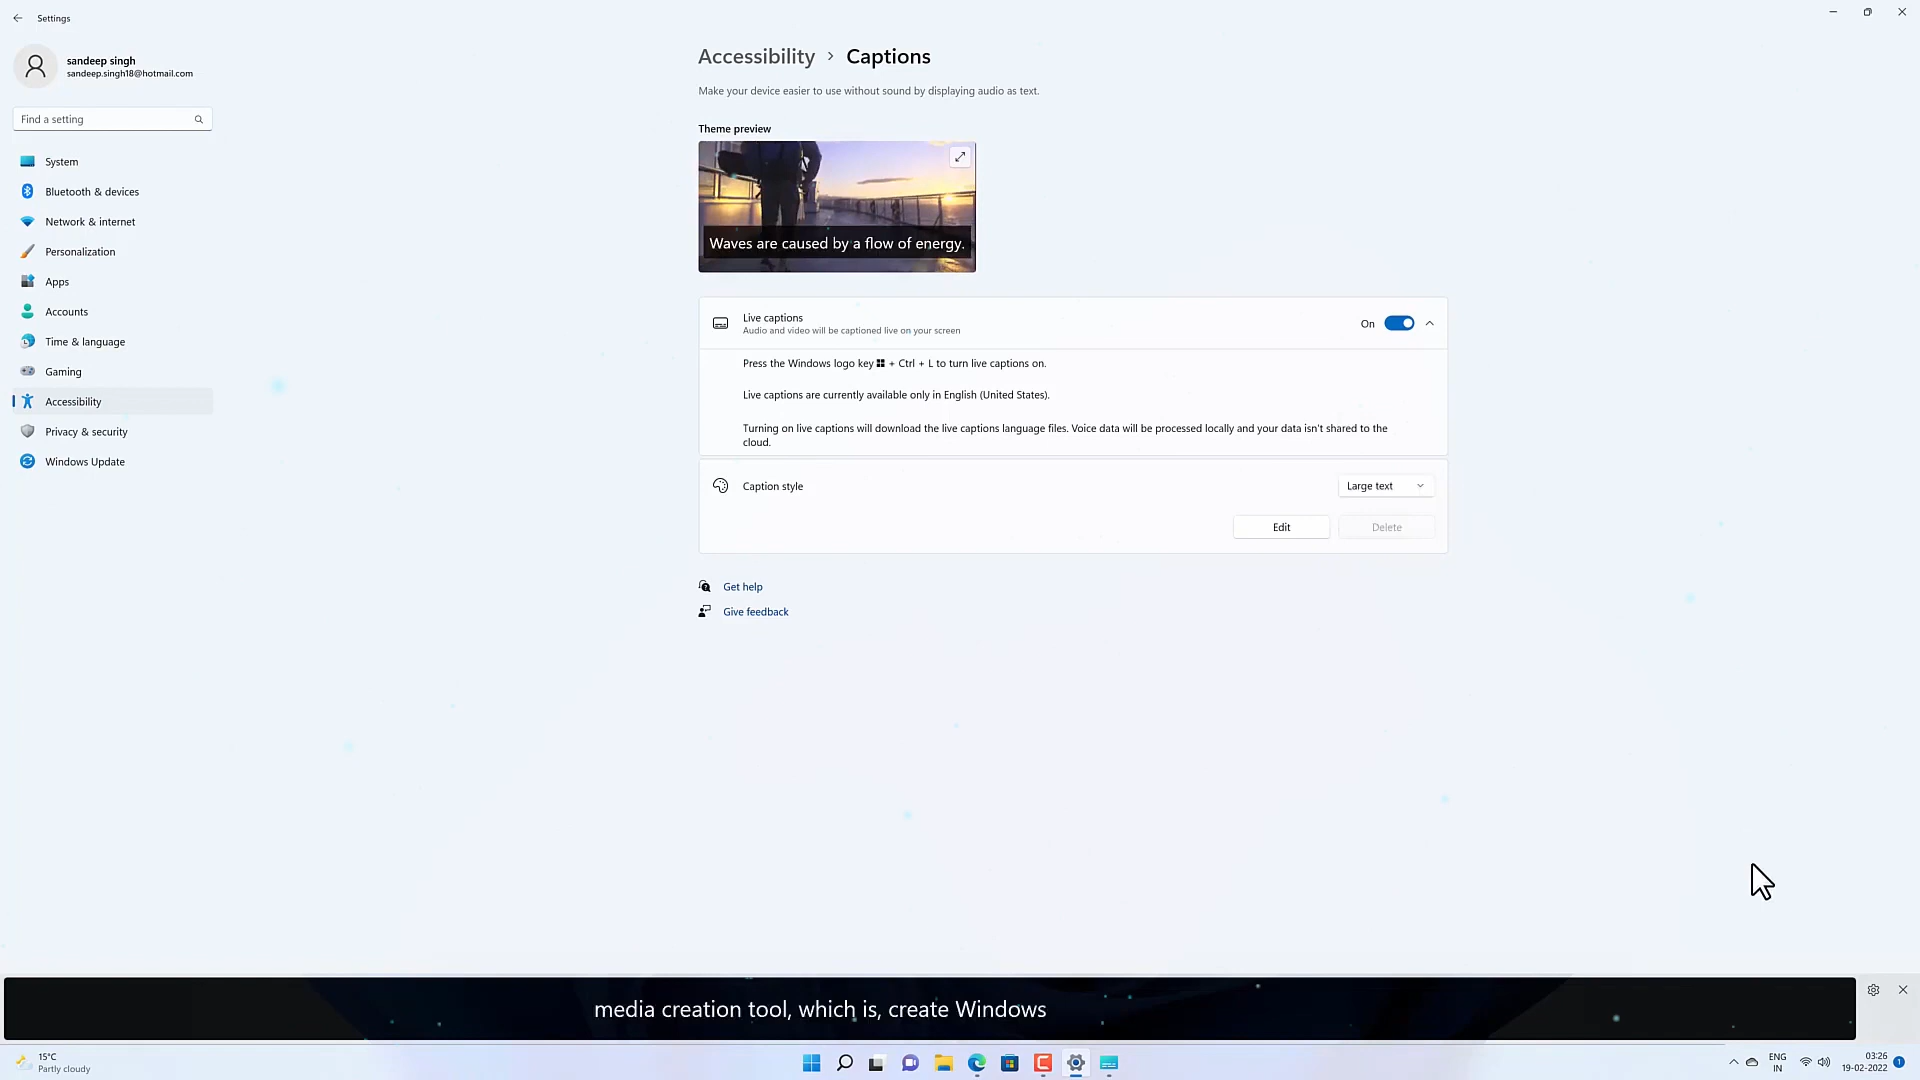 Settings
sandeep singh
sandeep.singh18@hotmail.com
Find a setting
System
Bluetooth & devices
Network & internet
Personalization
Apps
Accounts
Time & language
Gaming
Accessibility
Privacy & security
Windows Update
Accessibility › Captions
Make your device easier to use without sound by displaying audio as text.
Theme preview
Waves are caused by a flow of energy.
Live captions
Audio and video will be captioned live on your screen
On
Press the Windows logo key + Ctrl + L to turn live captions on.
Live captions are currently available only in English (United States).
Turning on live captions will download the live captions language files. Voice data will be processed locally and your data isn't shared to the
cloud.
Caption style
Large text
Edit
Delete
Get help
Give feedback
media creation tool, which is, create Windows
15°C
Partly cloudy
ENG
IN
03:26
19-02-2022
1